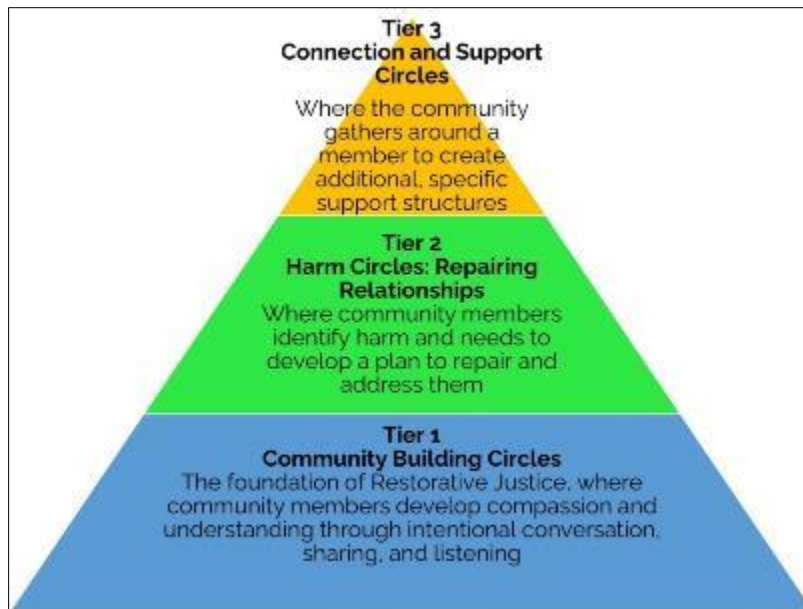 Tier 3
Connection and Support
Circles
Where the community
gathers around a
member to create
additional, specific
support structures
Tier 2
Harm Circles: Repairing
Relationships
Where community members
identify harm and needs to
develop a plan to repair and
address them
Tier 1
Community Building Circles
The foundation of Restorative Justice, where
community members develop compassion and
understanding through intentional conversation,
sharing, and listening